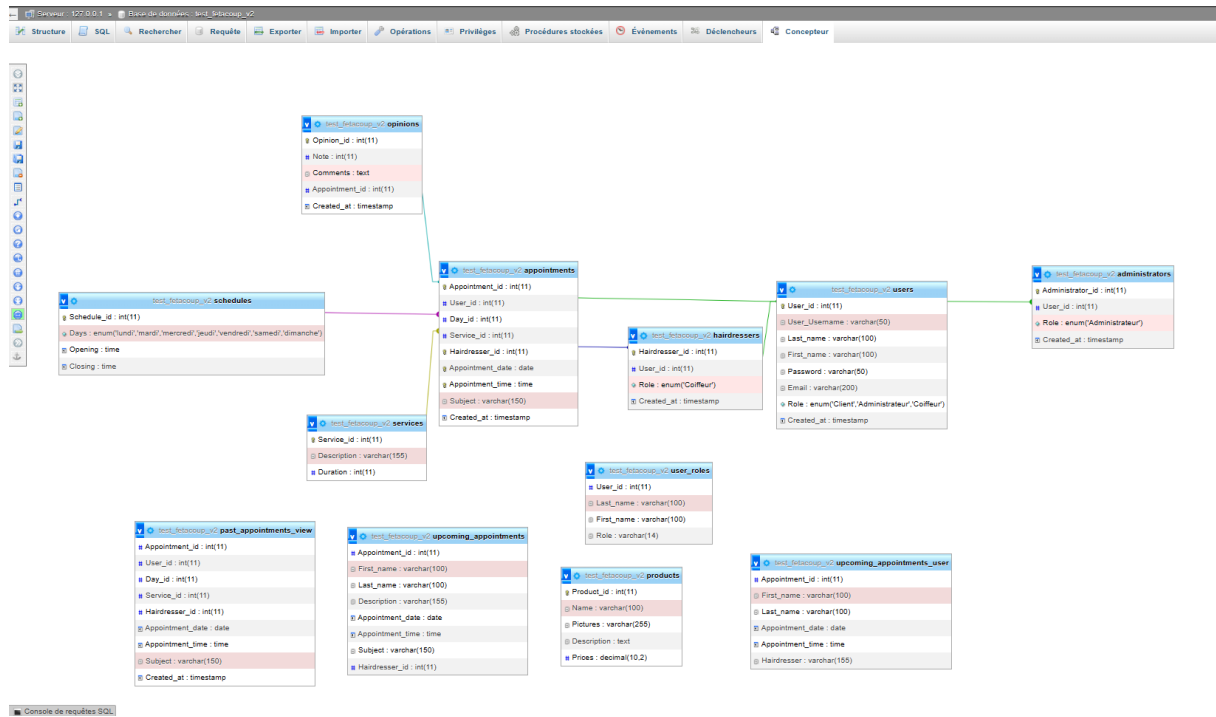 Serveur : 127.0.0.1 » Base de données : test_fetacoup_v2
Structure SQL Rechercher Requête Exporter Importer Opérations Privilèges Procédures stockées Évènements Déclencheurs Concepteur
test_fetacoup_v2 opinions
Opinion_id : int(11)
Note : int(11)
Comments : text
Appointment_id : int(11)
Created_at : timestamp
test_fetacoup_v2 schedules
Schedule_id : int(11)
Days : enum('lundi','mardi','mercredi','jeudi','vendredi','samedi','dimanche')
Opening : time
Closing : time
test_fetacoup_v2 appointments
Appointment_id : int(11)
User_id : int(11)
Day_id : int(11)
Service_id : int(11)
Hairdresser_id : int(11)
Appointment_date : date
Appointment_time : time
Subject : varchar(150)
Created_at : timestamp
test_fetacoup_v2 hairdressers
Hairdresser_id : int(11)
User_id : int(11)
Role : enum('Coiffeur')
Created_at : timestamp
test_fetacoup_v2 users
User_id : int(11)
User_Username : varchar(50)
Last_name : varchar(100)
First_name : varchar(100)
Password : varchar(50)
Email : varchar(200)
Role : enum('Client','Administrateur','Coiffeur')
Created_at : timestamp
test_fetacoup_v2 administrators
Administrator_id : int(11)
User_id : int(11)
Role : enum('Administrateur')
Created_at : timestamp
test_fetacoup_v2 services
Service_id : int(11)
Description : varchar(155)
Duration : int(11)
test_fetacoup_v2 user_roles
User_id : int(11)
Last_name : varchar(100)
First_name : varchar(100)
Role : varchar(14)
test_fetacoup_v2 past_appointments_view
Appointment_id : int(11)
User_id : int(11)
Day_id : int(11)
Service_id : int(11)
Hairdresser_id : int(11)
Appointment_date : date
Appointment_time : time
Subject : varchar(150)
Created_at : timestamp
test_fetacoup_v2 upcoming_appointments
Appointment_id : int(11)
First_name : varchar(100)
Last_name : varchar(100)
Description : varchar(155)
Appointment_date : date
Appointment_time : time
Subject : varchar(150)
Hairdresser_id : int(11)
test_fetacoup_v2 products
Product_id : int(11)
Name : varchar(100)
Pictures : varchar(255)
Description : text
Prices : decimal(10,2)
test_fetacoup_v2 upcoming_appointments_user
Appointment_id : int(11)
First_name : varchar(100)
Last_name : varchar(100)
Appointment_date : date
Appointment_time : time
Hairdresser : varchar(155)
Console de requêtes SQL